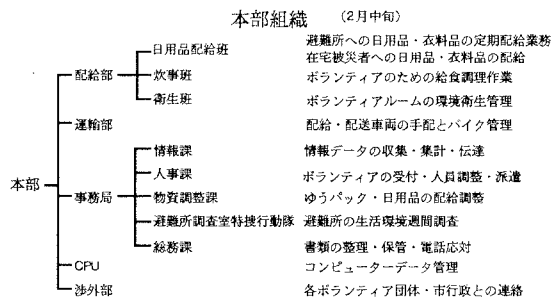 本部組織 （2月中旬）
日用品配給班 避難所への日用品・衣料品の定期配給業務
在宅被災者への日用品・衣料品の配給
配給部 炊事班 ボランティアのための給食調理作業
衛生班 ボランティアルームの環境衛生管理
運輸部 配給・配送車両の手配とバイク管理
情報課 情報データの収集・集計・伝達
人事課 ボランティアの受付・人員調整・派遣
本部 事務局 物資調整課 ゆうパック・日用品の配給調整
避難所調査室特捜行動隊 避難所の生活環境週間調査
総務課 書類の整理・保管・電話応対
CPU コンピューターデータ管理
渉外部 各ボランティア団体・市行政との連絡